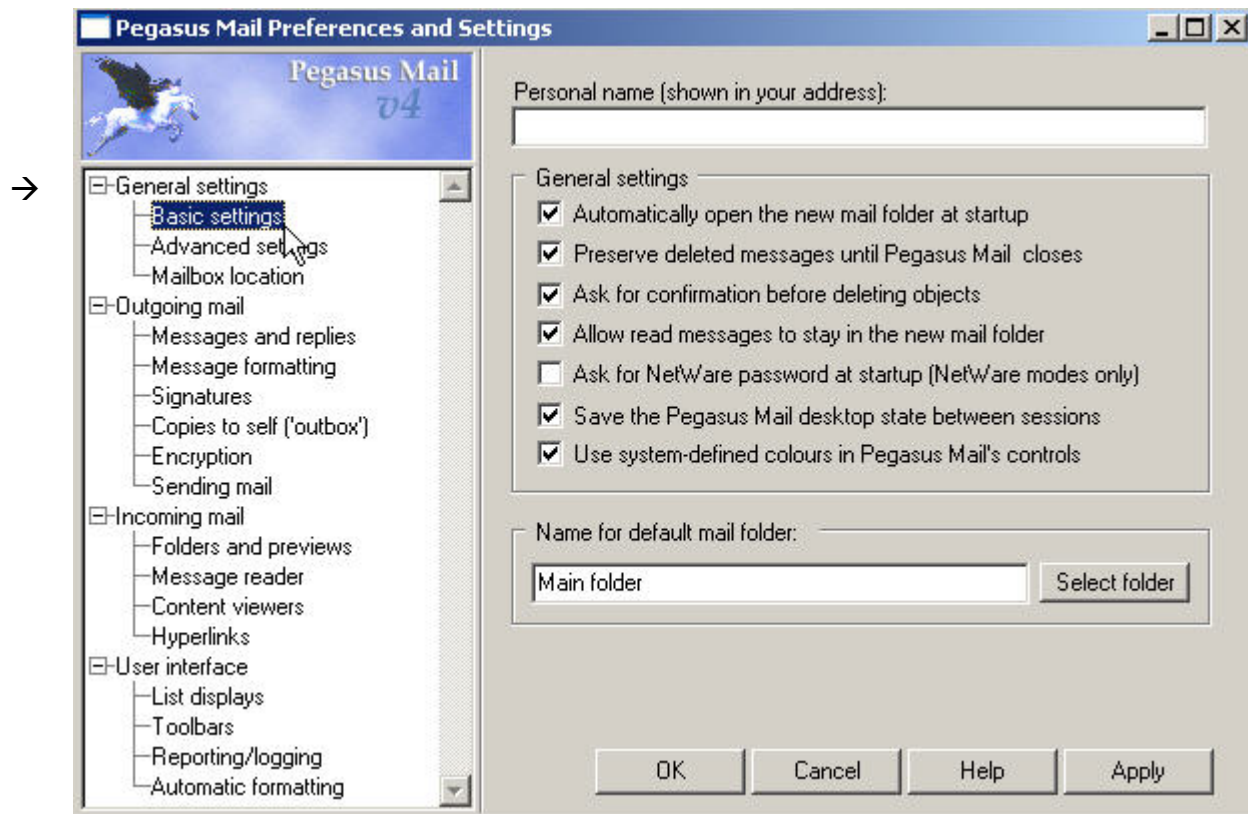 Pegasus Mail Preferences and Settings
Pegasus Mail
v4
→
General settings
Basic settings
Advanced settings
Mailbox location
Outgoing mail
Messages and replies
Message formatting
Signatures
Copies to self ('outbox')
Encryption
Sending mail
Incoming mail
Folders and previews
Message reader
Content viewers
Hyperlinks
User interface
List displays
Toolbars
Reporting/logging
Automatic formatting
Personal name (shown in your address):
General settings
Automatically open the new mail folder at startup
Preserve deleted messages until Pegasus Mail  closes
Ask for confirmation before deleting objects
Allow read messages to stay in the new mail folder
Ask for NetWare password at startup (NetWare modes only)
Save the Pegasus Mail desktop state between sessions
Use system-defined colours in Pegasus Mail's controls
Name for default mail folder:
Main folder
Select folder
OK
Cancel
Help
Apply